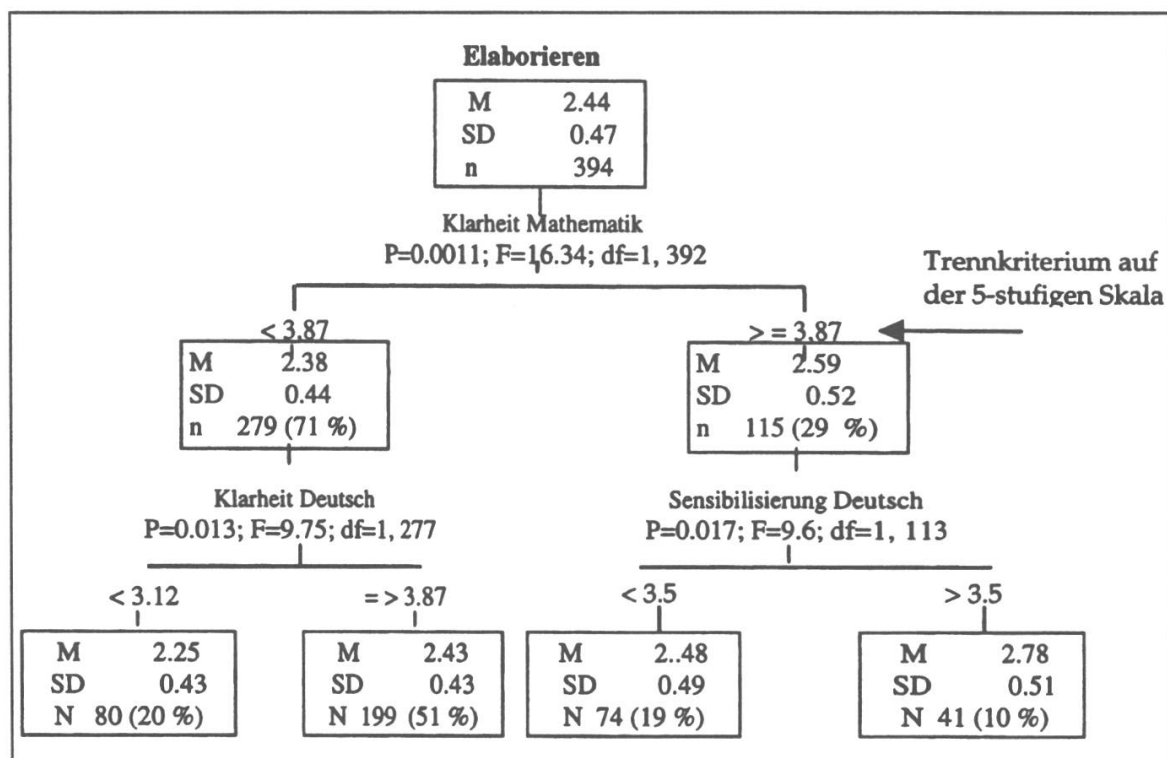 Elaborieren
M 2.44
SD 0.47
n 394
Klarheit Mathematik
P=0.0011; F=16.34; df=1, 392
Trennkriterium auf
der 5-stufigen Skala
< 3.87
M 2.38
SD 0.44
n 279 (71 %)
> = 3.87
M 2.59
SD 0.52
n 115 (29 %)
Klarheit Deutsch
P=0.013; F=9.75; df=1, 277
Sensibilisierung Deutsch
P=0.017; F=9.6; df=1, 113
< 3.12
M 2.25
SD 0.43
N 80 (20 %)
= > 3.87
M 2.43
SD 0.43
N 199 (51 %)
< 3.5
M 2..48
SD 0.49
N 74 (19 %)
> 3.5
M 2.78
SD 0.51
N 41 (10 %)